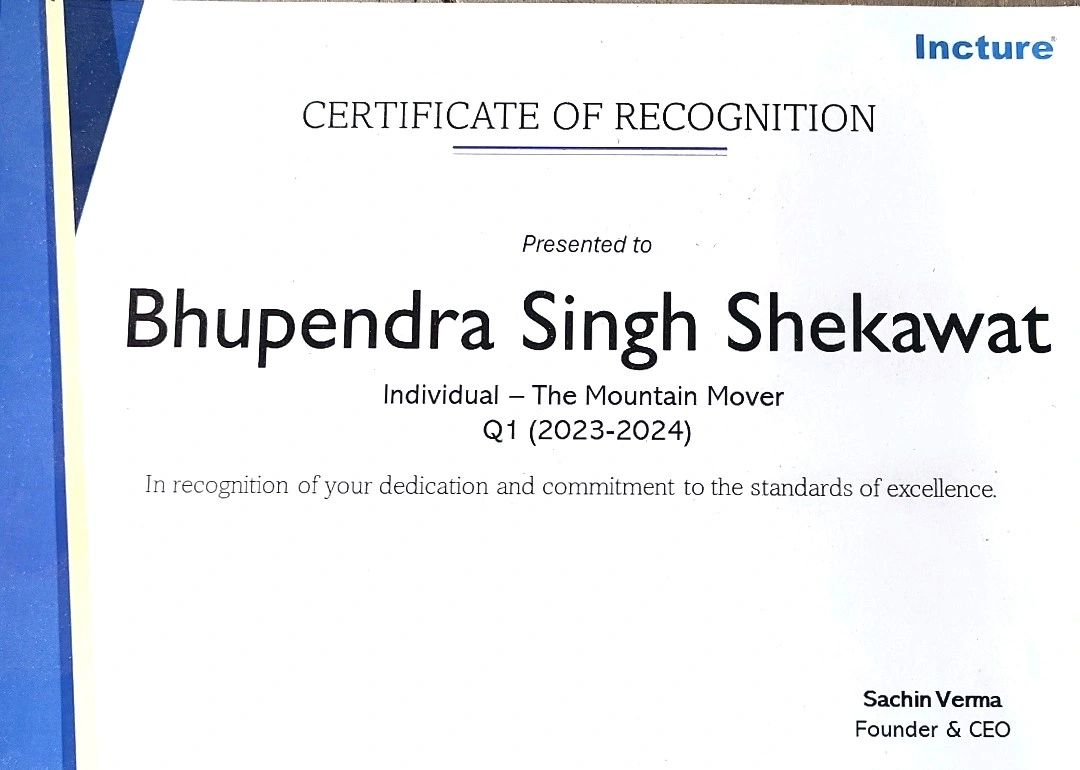 Incture®
CERTIFICATE OF RECOGNITION
Presented to
Bhupendra Singh Shekawat
Individual – The Mountain Mover
Q1 (2023-2024)
In recognition of your dedication and commitment to the standards of excellence.
Sachin Verma
Founder & CEO